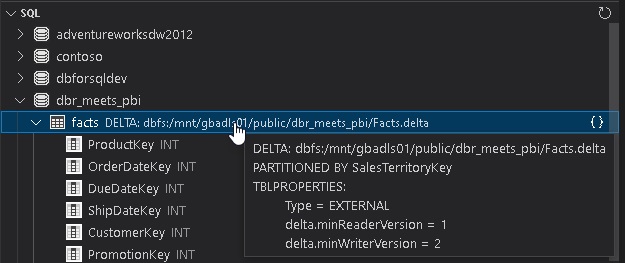 SQL
adventureworksdw2012
contoso
dbforsqldev
dbr_meets_pbi
facts DELTA: dbfs:/mnt/gbadls01/public/dbr_meets_pbi/Facts.delta {}
ProductKey INT
OrderDateKey INT
DueDateKey INT
ShipDateKey INT
CustomerKey INT
PromotionKey INT
DELTA: dbfs:/mnt/gbadls01/public/dbr_meets_pbi/Facts.delta
PARTITIONED BY SalesTerritoryKey
TBLPROPERTIES:
Type = EXTERNAL
delta.minReaderVersion = 1
delta.minWriterVersion = 2